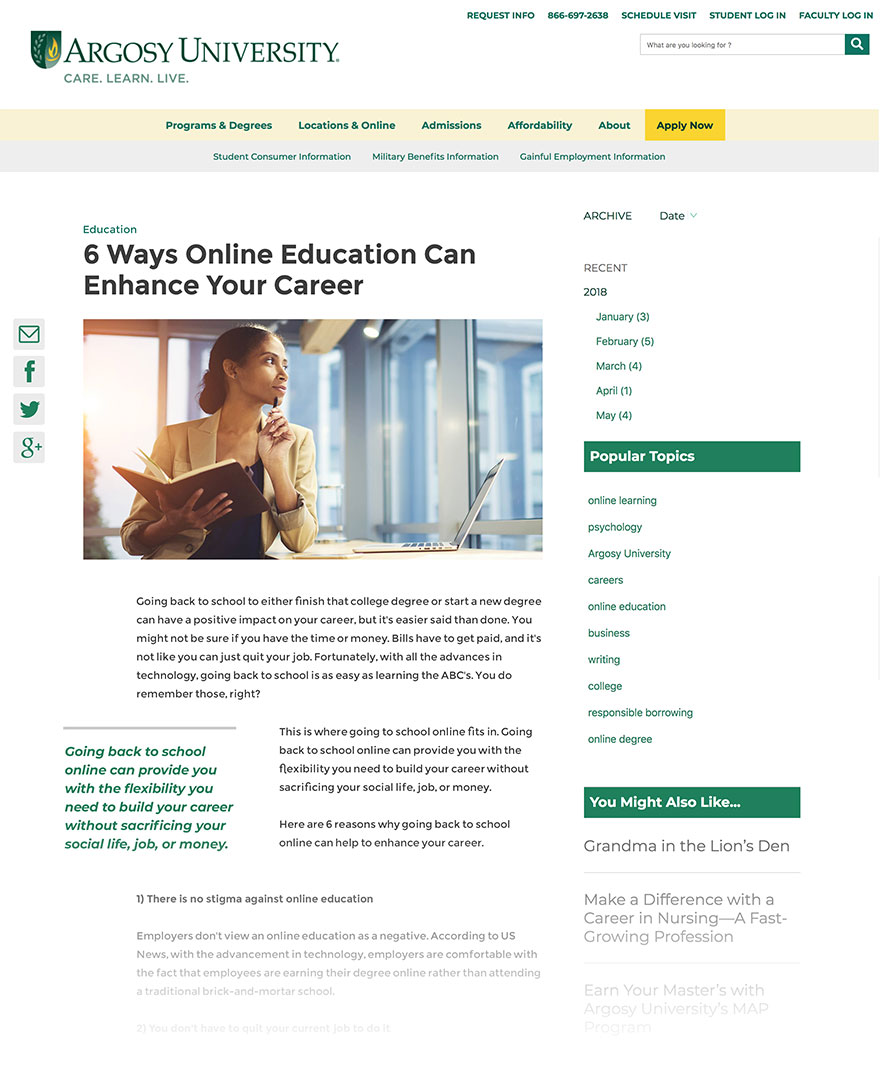 REQUEST INFO 866-697-2638 SCHEDULE VISIT STUDENT LOG IN FACULTY LOG IN
ARGOSY UNIVERSITY®
CARE. LEARN. LIVE.
What are you looking for ?
Programs & Degrees Locations & Online Admissions Affordability About Apply Now
Student Consumer Information Military Benefits Information Gainful Employment Information
Education
6 Ways Online Education Can
Enhance Your Career
g+
Going back to school to either finish that college degree or start a new degree
can have a positive impact on your career, but it's easier said than done. You
might not be sure if you have the time or money. Bills have to get paid, and it's
not like you can just quit your job. Fortunately, with all the advances in
technology, going back to school is as easy as learning the ABC's. You do
remember those, right?
Going back to school
online can provide you
with the flexibility you
need to build your career
without sacrificing your
social life, job, or money.
This is where going to school online fits in. Going
back to school online can provide you with the
flexibility you need to build your career without
sacrificing your social life, job, or money.
Here are 6 reasons why going back to school
online can help to enhance your career.
1) There is no stigma against online education
Employers don't view an online education as a negative. According to US
News, with the advancement in technology, employers are comfortable with
the fact that employees are earning their degree online rather than attending
a traditional brick-and-mortar school.
2) You don't have to quit your current job to do it
ARCHIVE Date
RECENT
2018
January (3)
February (5)
March (4)
April (1)
May (4)
Popular Topics
online learning
psychology
Argosy University
careers
online education
business
writing
college
responsible borrowing
online degree
You Might Also Like...
Grandma in the Lion's Den
Make a Difference with a
Career in Nursing—A Fast-
Growing Profession
Earn Your Master's with
Argosy University's MAP
Program